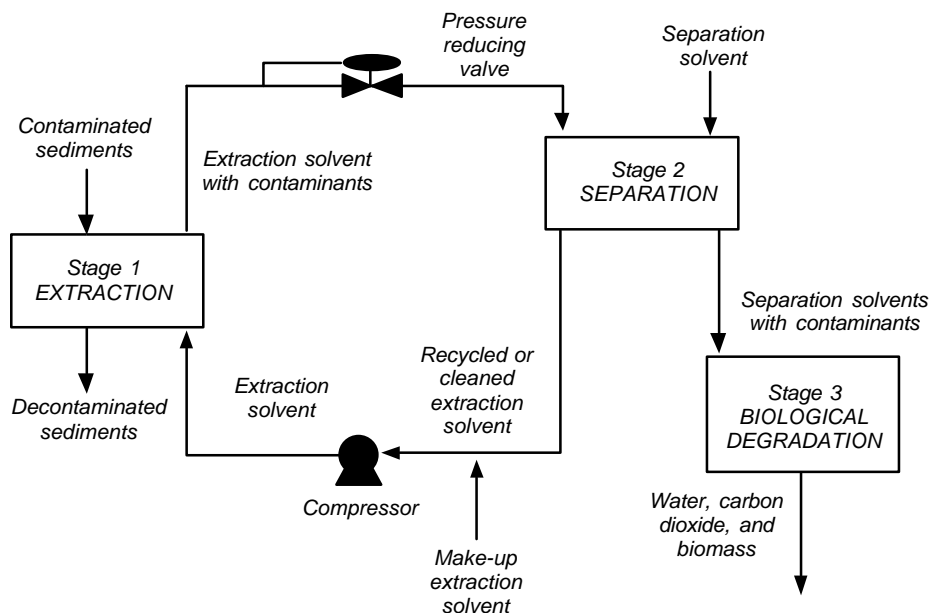 Pressure
reducing
valve
Separation
solvent
Contaminated
sediments
Extraction solvent
with contaminants
Stage 2
SEPARATION
Stage 1
EXTRACTION
Separation solvents
with contaminants
Recycled or
cleaned
extraction
solvent
Extraction
solvent
Decontaminated
sediments
Stage 3
BIOLOGICAL
DEGRADATION
Compressor
Water, carbon
dioxide, and
biomass
Make-up
extraction
solvent